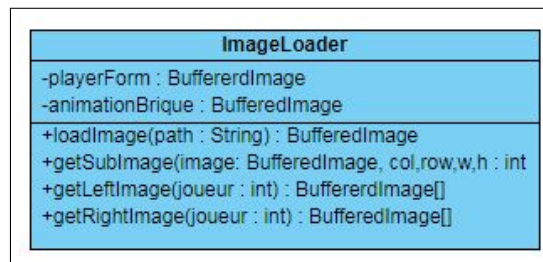 ImageLoader
-playerForm : BuffererdImage
-animationBrique : BufferedImage
+loadImage(path : String) : BufferedImage
+getSubImage(image: BufferedImage, col,row,w,h : int
+getLeftImage(joueur : int) : BuffererdImage[]
+getRightImage(joueur : int) : BufferedImage[]